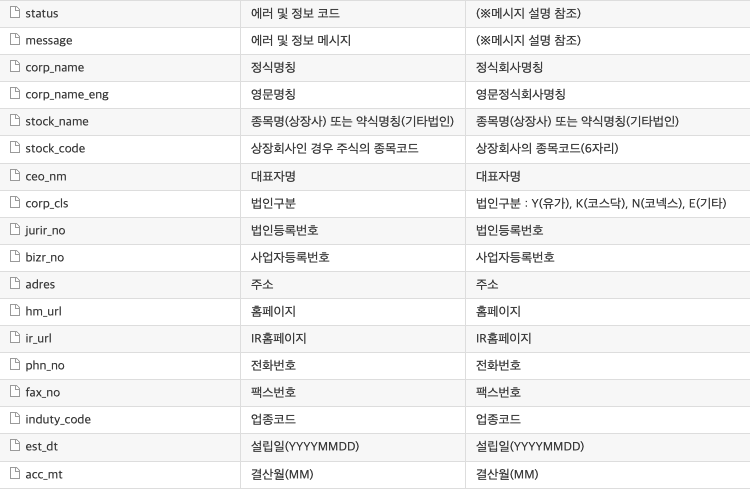 status 에러 및 정보 코드 (※메시지 설명 참조)
message 에러 및 정보 메시지 (※메시지 설명 참조)
corp_name 정식명칭 정식회사명칭
corp_name_eng 영문명칭 영문정식회사명칭
stock_name 종목명(상장사) 또는 약식명칭(기타법인) 종목명(상장사) 또는 약식명칭(기타법인)
stock_code 상장회사인 경우 주식의 종목코드 상장회사의 종목코드(6자리)
ceo_nm 대표자명 대표자명
corp_cls 법인구분 법인구분 : Y(유가), K(코스닥), N(코넥스), E(기타)
jurir_no 법인등록번호 법인등록번호
bizr_no 사업자등록번호 사업자등록번호
adres 주소 주소
hm_url 홈페이지 홈페이지
ir_url IR홈페이지 IR홈페이지
phn_no 전화번호 전화번호
fax_no 팩스번호 팩스번호
induty_code 업종코드 업종코드
est_dt 설립일(YYYYMMDD) 설립일(YYYYMMDD)
acc_mt 결산월(MM) 결산월(MM)